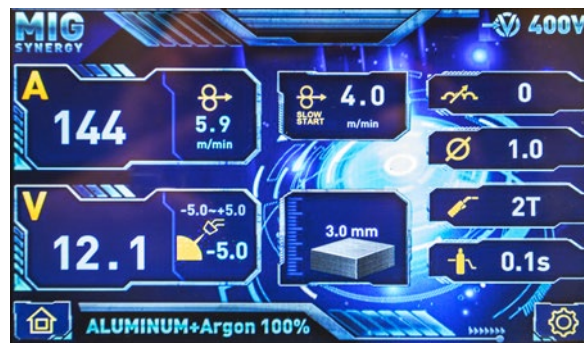 MIG
SYNERGY
400V
A
144
5.9
m/min
SLOW
START
4.0
m/min
0
1.0
V
12.1
-5.0~+5.0
-5.0
3.0 mm
2T
0.1s
ALUMINUM+Argon 100%